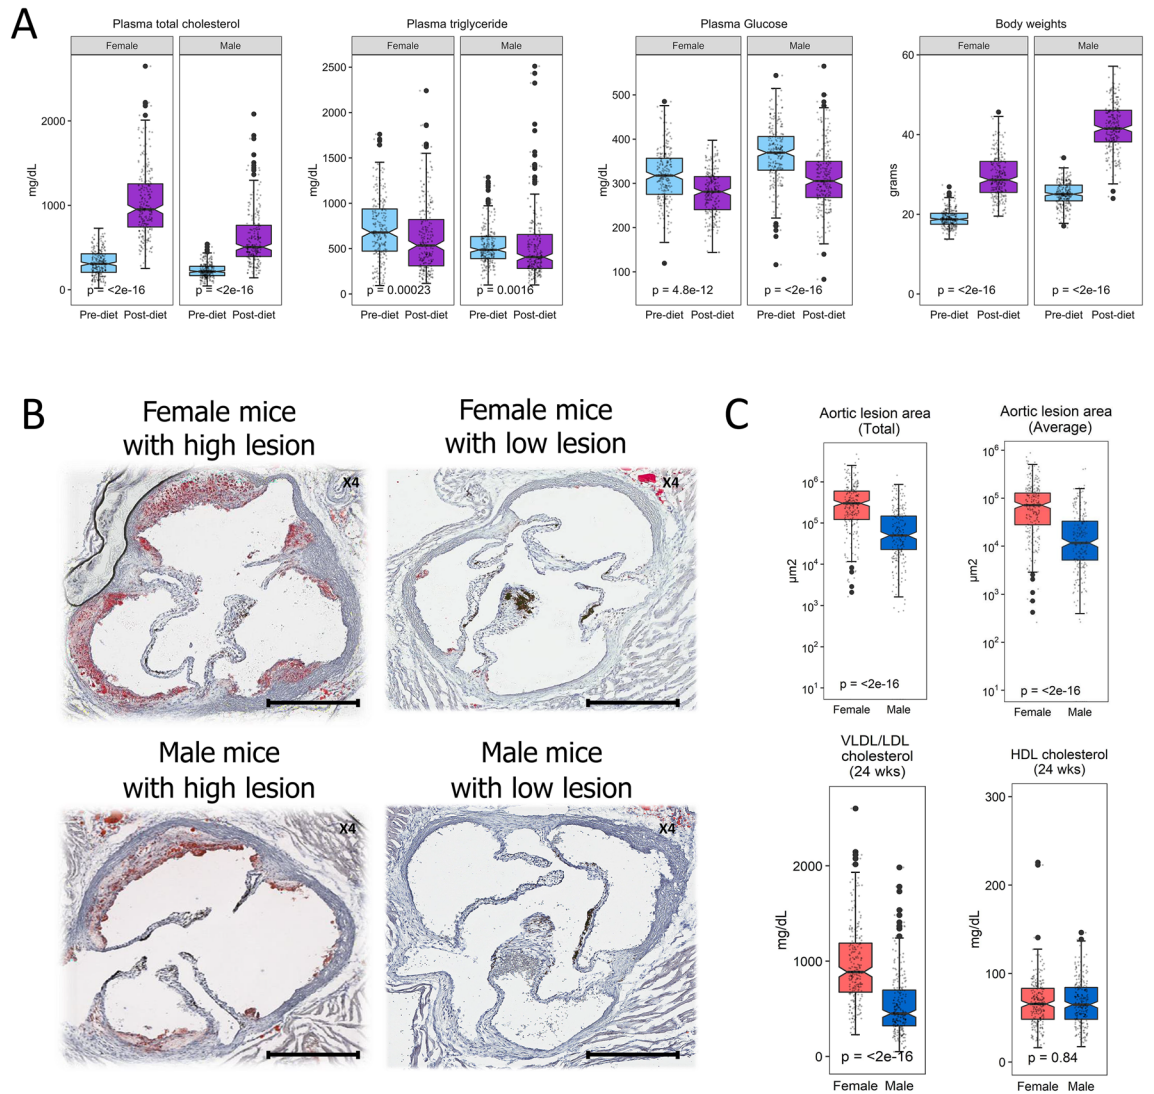 A
Plasma total cholesterol
Female
Male
mg/dL
2000
1000
0
p = <2e-16
p = <2e-16
Pre-diet Post-diet
Pre-diet Post-diet
Plasma triglyceride
Female
Male
mg/dL
2500
2000
1500
1000
500
0
p = 0.00023
p = 0.0016
Pre-diet Post-diet
Pre-diet Post-diet
Plasma Glucose
Female
Male
mg/dL
500
400
300
200
100
p = 4.8e-12
p = <2e-16
Pre-diet Post-diet
Pre-diet Post-diet
Body weights
Female
Male
grams
60
40
20
0
p = <2e-16
p = <2e-16
Pre-diet Post-diet
Pre-diet Post-diet
B
Female mice
with high lesion
X4
Female mice
with low lesion
X4
Male mice
with high lesion
X4
Male mice
with low lesion
X4
C
Aortic lesion area
(Total)
µm2
10⁶
10⁵
10⁴
10³
10²
10¹
p = <2e-16
Female Male
Aortic lesion area
(Average)
µm2
10⁶
10⁵
10⁴
10³
10²
10¹
p = <2e-16
Female Male
VLDL/LDL
cholesterol
(24 wks)
mg/dL
2000
1000
0
p = <2e-16
Female Male
HDL cholesterol
(24 wks)
mg/dL
300
200
100
0
p = 0.84
Female Male